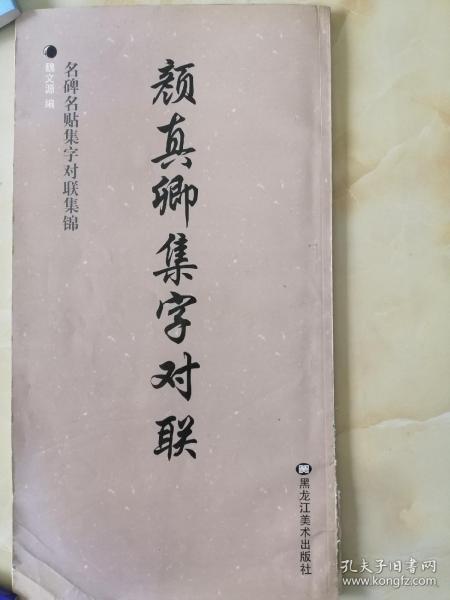 颜真卿集字对联
名碑名贴集字对联集锦
魏文源 编
黑龙江美术出版社
孔夫子旧书网
www.kongfz.com